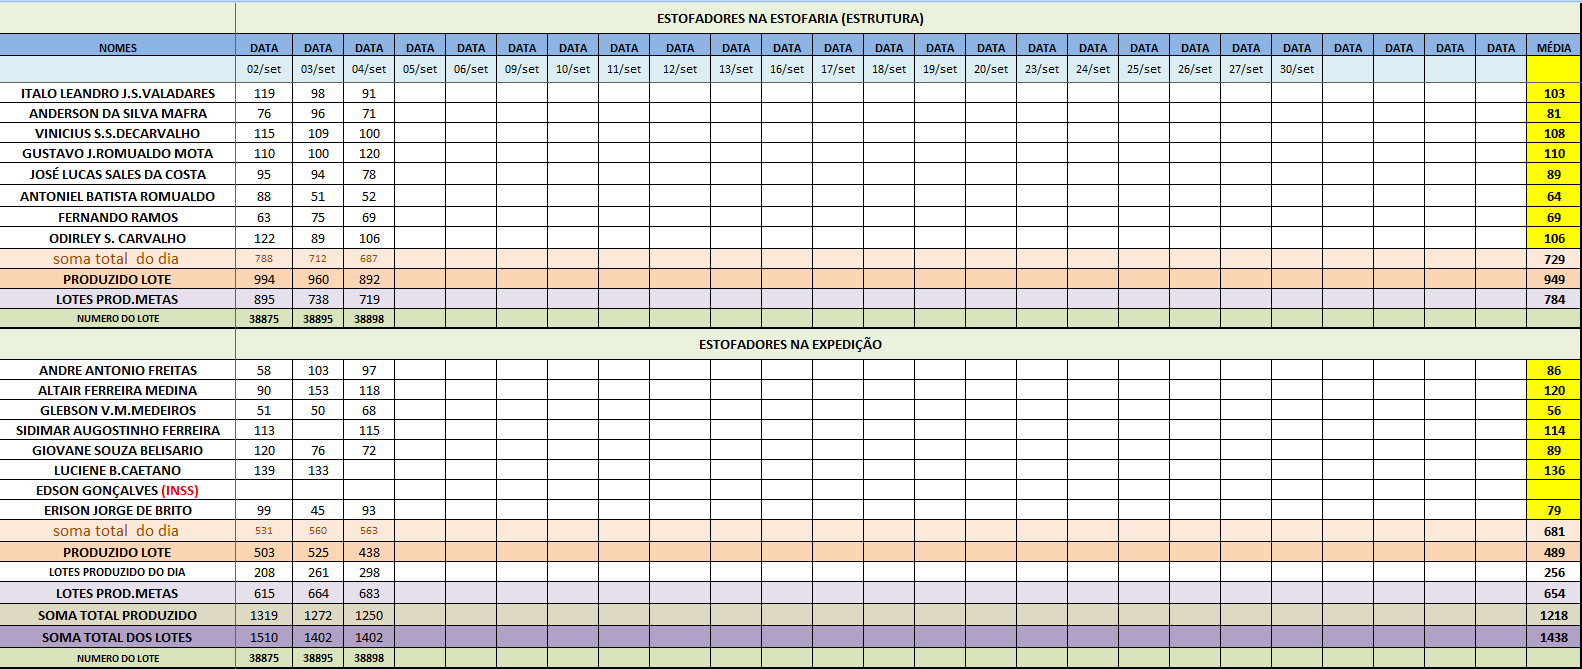 ESTOFADORES NA ESTOFARIA (ESTRUTURA)
NOMES DATA DATA DATA DATA DATA DATA DATA DATA DATA DATA DATA DATA DATA DATA DATA DATA DATA DATA DATA DATA DATA DATA DATA DATA DATA MÉDIA
02/set 03/set 04/set 05/set 06/set 09/set 10/set 11/set 12/set 13/set 16/set 17/set 18/set 19/set 20/set 23/set 24/set 25/set 26/set 27/set 30/set
ITALO LEANDRO J.S.VALADARES 119 98 91 103
ANDERSON DA SILVA MAFRA 76 96 71 81
VINICIUS S.S.DECARVALHO 115 109 100 108
GUSTAVO J.ROMUALDO MOTA 110 100 120 110
JOSÉ LUCAS SALES DA COSTA 95 94 78 89
ANTONIEL BATISTA ROMUALDO 88 51 52 64
FERNANDO RAMOS 63 75 69 69
ODIRLEY S. CARVALHO 122 89 106 106
soma total do dia 788 712 687 729
PRODUZIDO LOTE 994 960 892 949
LOTES PROD.METAS 895 738 719 784
NUMERO DO LOTE 38875 38895 38898
ESTOFADORES NA EXPEDIÇÃO
ANDRE ANTONIO FREITAS 58 103 97 86
ALTAIR FERREIRA MEDINA 90 153 118 120
GLEBSON V.M.MEDEIROS 51 50 68 56
SIDIMAR AUGOSTINHO FERREIRA 113 115 114
GIOVANE SOUZA BELISARIO 120 76 72 89
LUCIENE B.CAETANO 139 133 136
EDSON GONÇALVES (INSS)
ERISON JORGE DE BRITO 99 45 93 79
soma total do dia 531 560 563 681
PRODUZIDO LOTE 503 525 438 489
LOTES PRODUZIDO DO DIA 208 261 298 256
LOTES PROD.METAS 615 664 683 654
SOMA TOTAL PRODUZIDO 1319 1272 1250 1218
SOMA TOTAL DOS LOTES 1510 1402 1402 1438
NUMERO DO LOTE 38875 38895 38898